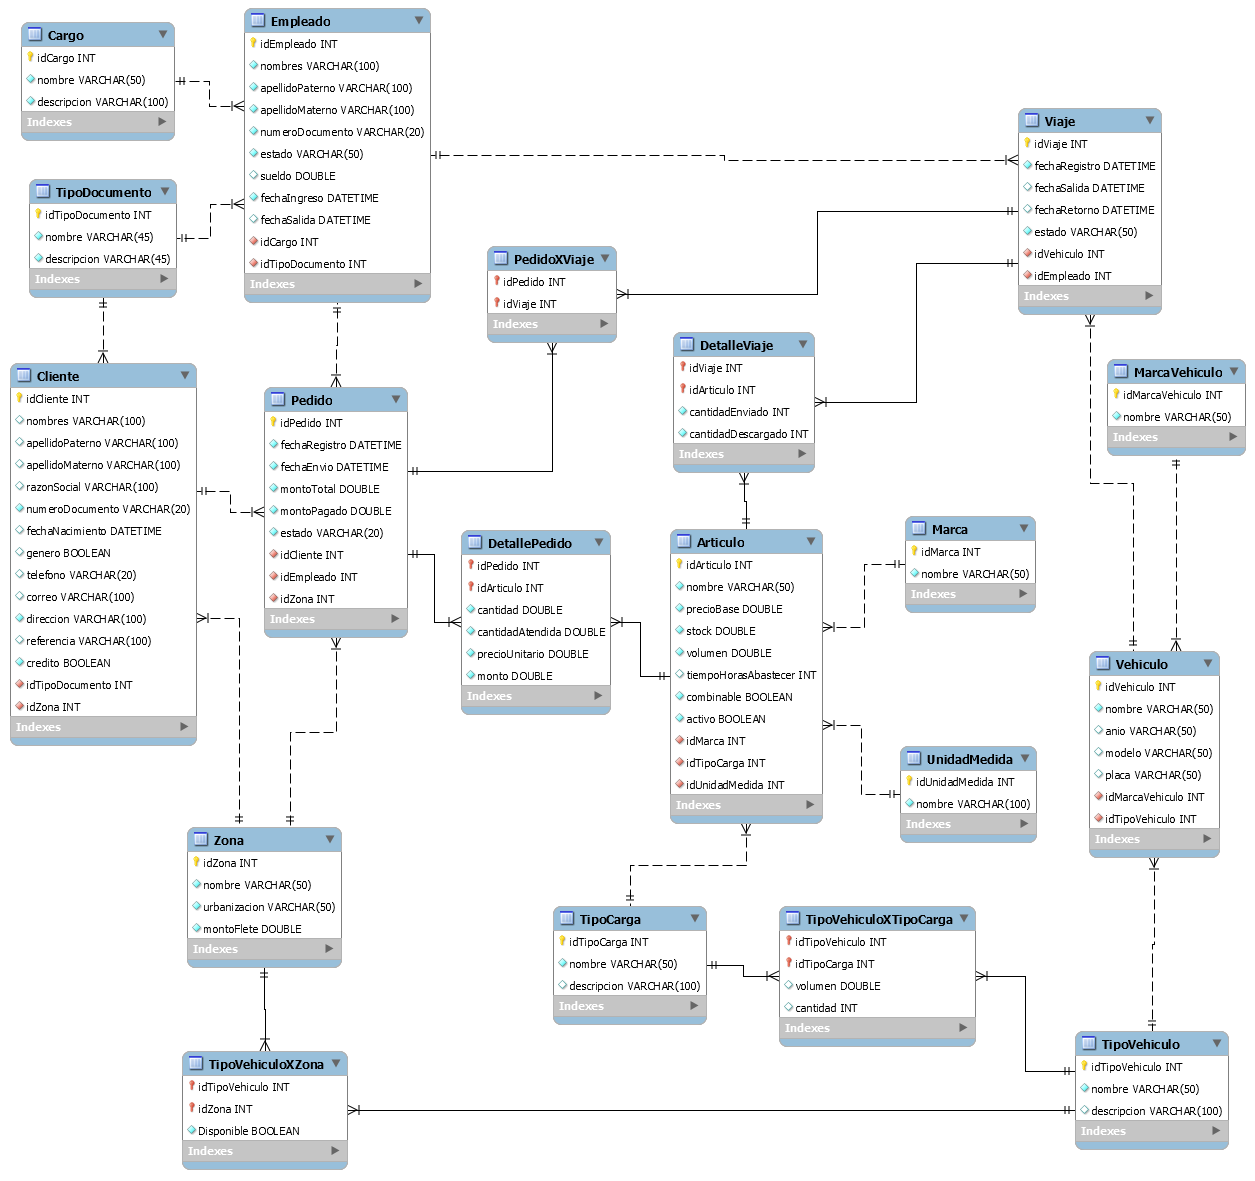 Cargo
idCargo INT
nombre VARCHAR(50)
descripcion VARCHAR(100)
Indexes
Empleado
idEmpleado INT
nombres VARCHAR(100)
apellidoPaterno VARCHAR(100)
apellidoMaterno VARCHAR(100)
numeroDocumento VARCHAR(20)
estado VARCHAR(50)
sueldo DOUBLE
fechaIngreso DATETIME
fechaSalida DATETIME
idCargo INT
idTipoDocumento INT
Indexes
Viaje
idViaje INT
fechaRegistro DATETIME
fechaSalida DATETIME
fechaRetorno DATETIME
estado VARCHAR(50)
idVehiculo INT
idEmpleado INT
Indexes
TipoDocumento
idTipoDocumento INT
nombre VARCHAR(45)
descripcion VARCHAR(45)
Indexes
PedidoXViaje
idPedido INT
idViaje INT
Indexes
DetalleViaje
idViaje INT
idArticulo INT
cantidadEnviado INT
cantidadDescargado INT
Indexes
MarcaVehiculo
idMarcaVehiculo INT
nombre VARCHAR(50)
Indexes
Cliente
idCliente INT
nombres VARCHAR(100)
apellidoPaterno VARCHAR(100)
apellidoMaterno VARCHAR(100)
razonSocial VARCHAR(100)
numeroDocumento VARCHAR(20)
fechaNacimiento DATETIME
genero BOOLEAN
telefono VARCHAR(20)
correo VARCHAR(100)
direccion VARCHAR(100)
referencia VARCHAR(100)
credito BOOLEAN
idTipoDocumento INT
idZona INT
Indexes
Pedido
idPedido INT
fechaRegistro DATETIME
fechaEnvio DATETIME
montoTotal DOUBLE
montoPagado DOUBLE
estado VARCHAR(20)
idCliente INT
idEmpleado INT
idZona INT
Indexes
DetallePedido
idPedido INT
idArticulo INT
cantidad DOUBLE
cantidadAtendida DOUBLE
precioUnitario DOUBLE
monto DOUBLE
Indexes
Articulo
idArticulo INT
nombre VARCHAR(50)
precioBase DOUBLE
stock DOUBLE
volumen DOUBLE
tiempoHorasAbastecer INT
combinable BOOLEAN
activo BOOLEAN
idMarca INT
idTipoCarga INT
idUnidadMedida INT
Indexes
Marca
idMarca INT
nombre VARCHAR(50)
Indexes
Vehiculo
idVehiculo INT
nombre VARCHAR(50)
anio VARCHAR(50)
modelo VARCHAR(50)
placa VARCHAR(50)
idMarcaVehiculo INT
idTipoVehiculo INT
Indexes
UnidadMedida
idUnidadMedida INT
nombre VARCHAR(100)
Indexes
Zona
idZona INT
nombre VARCHAR(50)
urbanizacion VARCHAR(50)
montoFlete DOUBLE
Indexes
TipoCarga
idTipoCarga INT
nombre VARCHAR(50)
descripcion VARCHAR(100)
Indexes
TipoVehiculoXTipoCarga
idTipoVehiculo INT
idTipoCarga INT
volumen DOUBLE
cantidad INT
Indexes
TipoVehiculoXZona
idTipoVehiculo INT
idZona INT
Disponible BOOLEAN
Indexes
TipoVehiculo
idTipoVehiculo INT
nombre VARCHAR(50)
descripcion VARCHAR(100)
Indexes